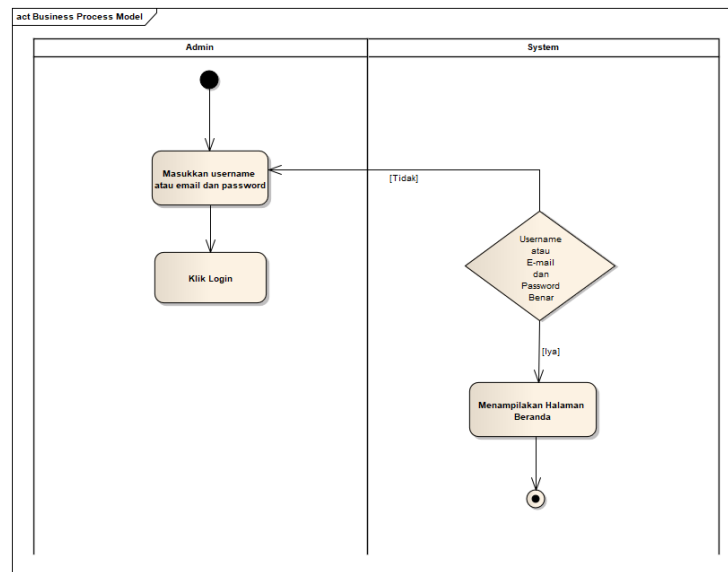 act Business Process Model
Admin
System
Masukkan username
atau email dan password
[Tidak]
Klik Login
Username
atau
E-mail
dan
Password
Benar
[Iya]
Menampilakan Halaman
Beranda